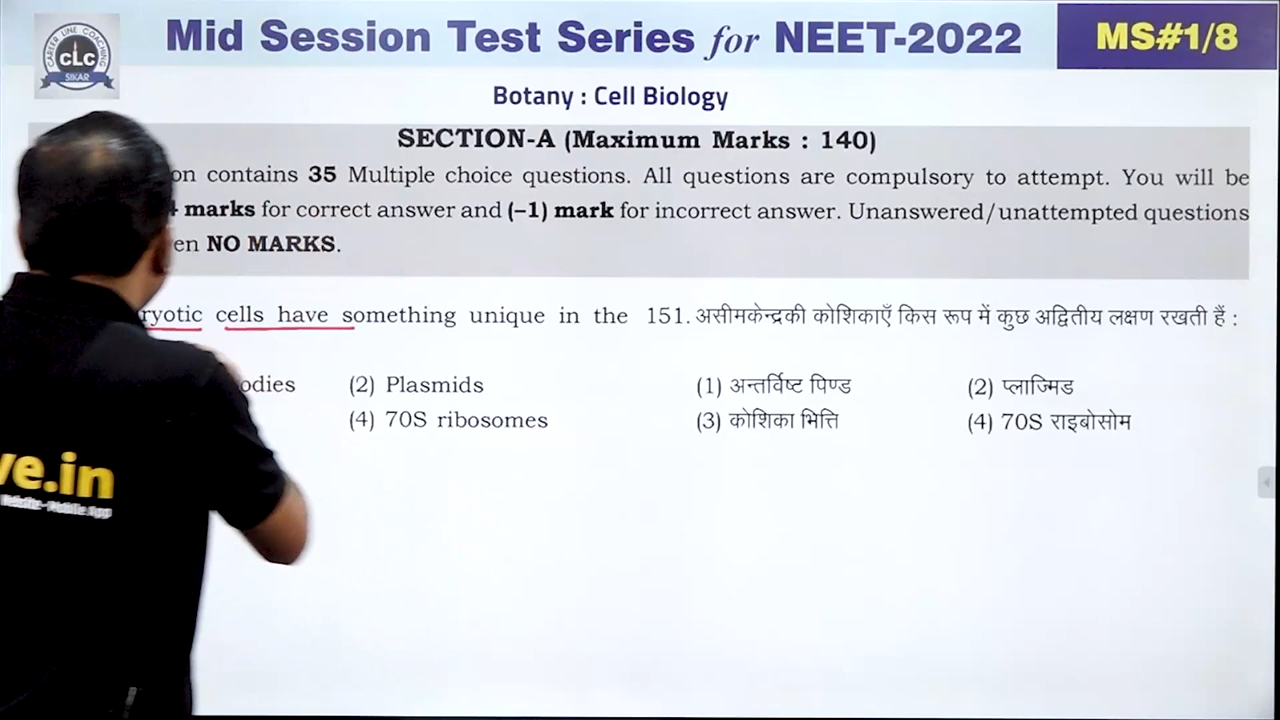 Mid Session Test Series for NEET-2022
MS#1/8
CAREER LINE COACHING
CLC
SIKAR
Botany : Cell Biology
SECTION-A (Maximum Marks : 140)
on contains 35 Multiple choice questions. All questions are compulsory to attempt. You will be
marks for correct answer and (–1) mark for incorrect answer. Unanswered/unattempted questions
en NO MARKS.
ryotic cells have something unique in the
odies (2) Plasmids
(4) 70S ribosomes
151. असीमकेन्द्रकी कोशिकाएँ किस रूप में कुछ अद्वितीय लक्षण रखती हैं :
(1) अन्तर्विष्ट पिण्ड (2) प्लाज्मिड
(3) कोशिका भित्ति (4) 70S राइबोसोम
ve.in
Website - Mobile App